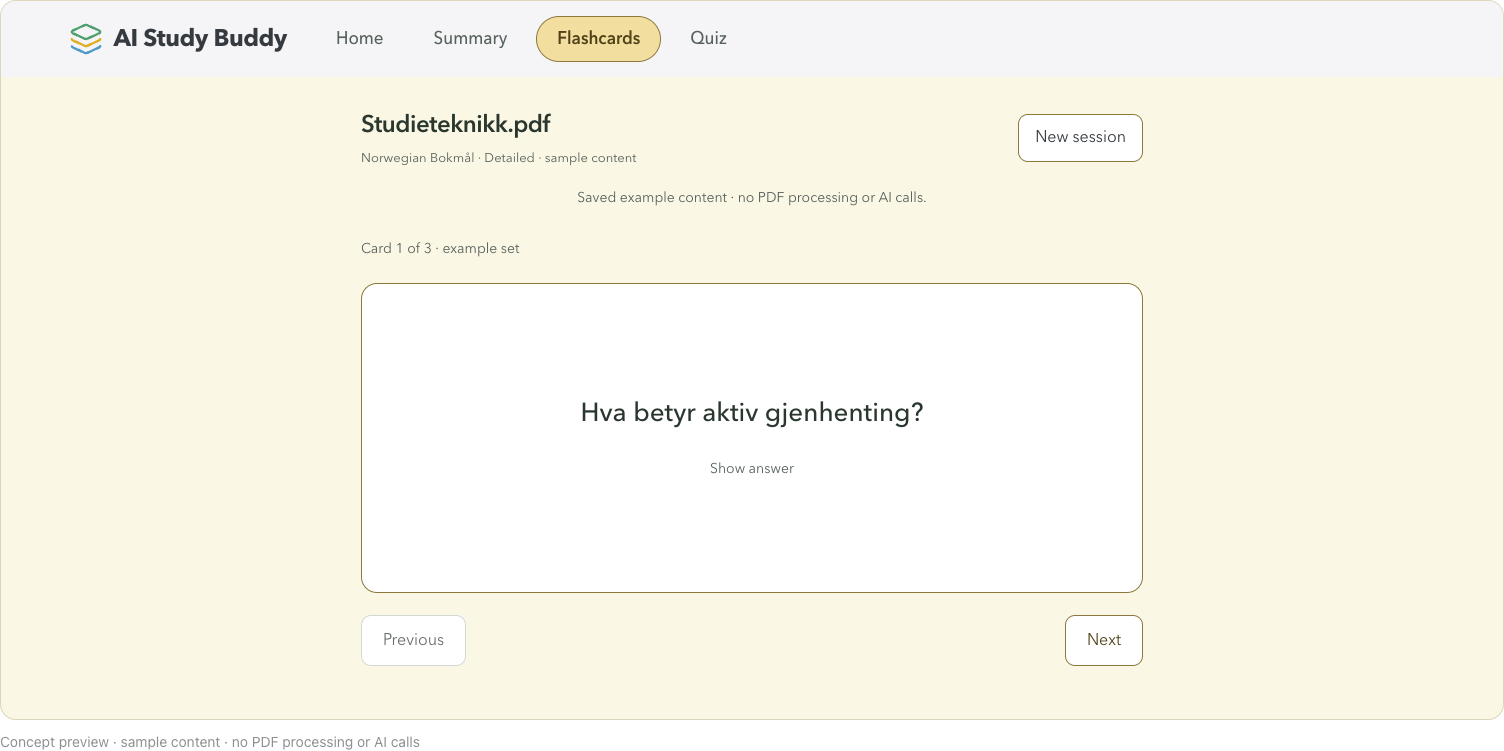 AI Study Buddy
Home
Summary
Flashcards
Quiz
Studieteknikk.pdf
New session
Norwegian Bokmål · Detailed · sample content
Saved example content · no PDF processing or AI calls.
Card 1 of 3 · example set
Hva betyr aktiv gjenhenting?
Show answer
Previous
Next
Concept preview · sample content · no PDF processing or AI calls